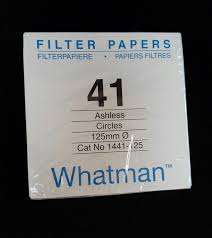 FILTER PAPERS
FILTERPAPIERE • PAPIERS FILTRES
41
Ashless
Circles
125mm Ø
Cat No
Whatman™